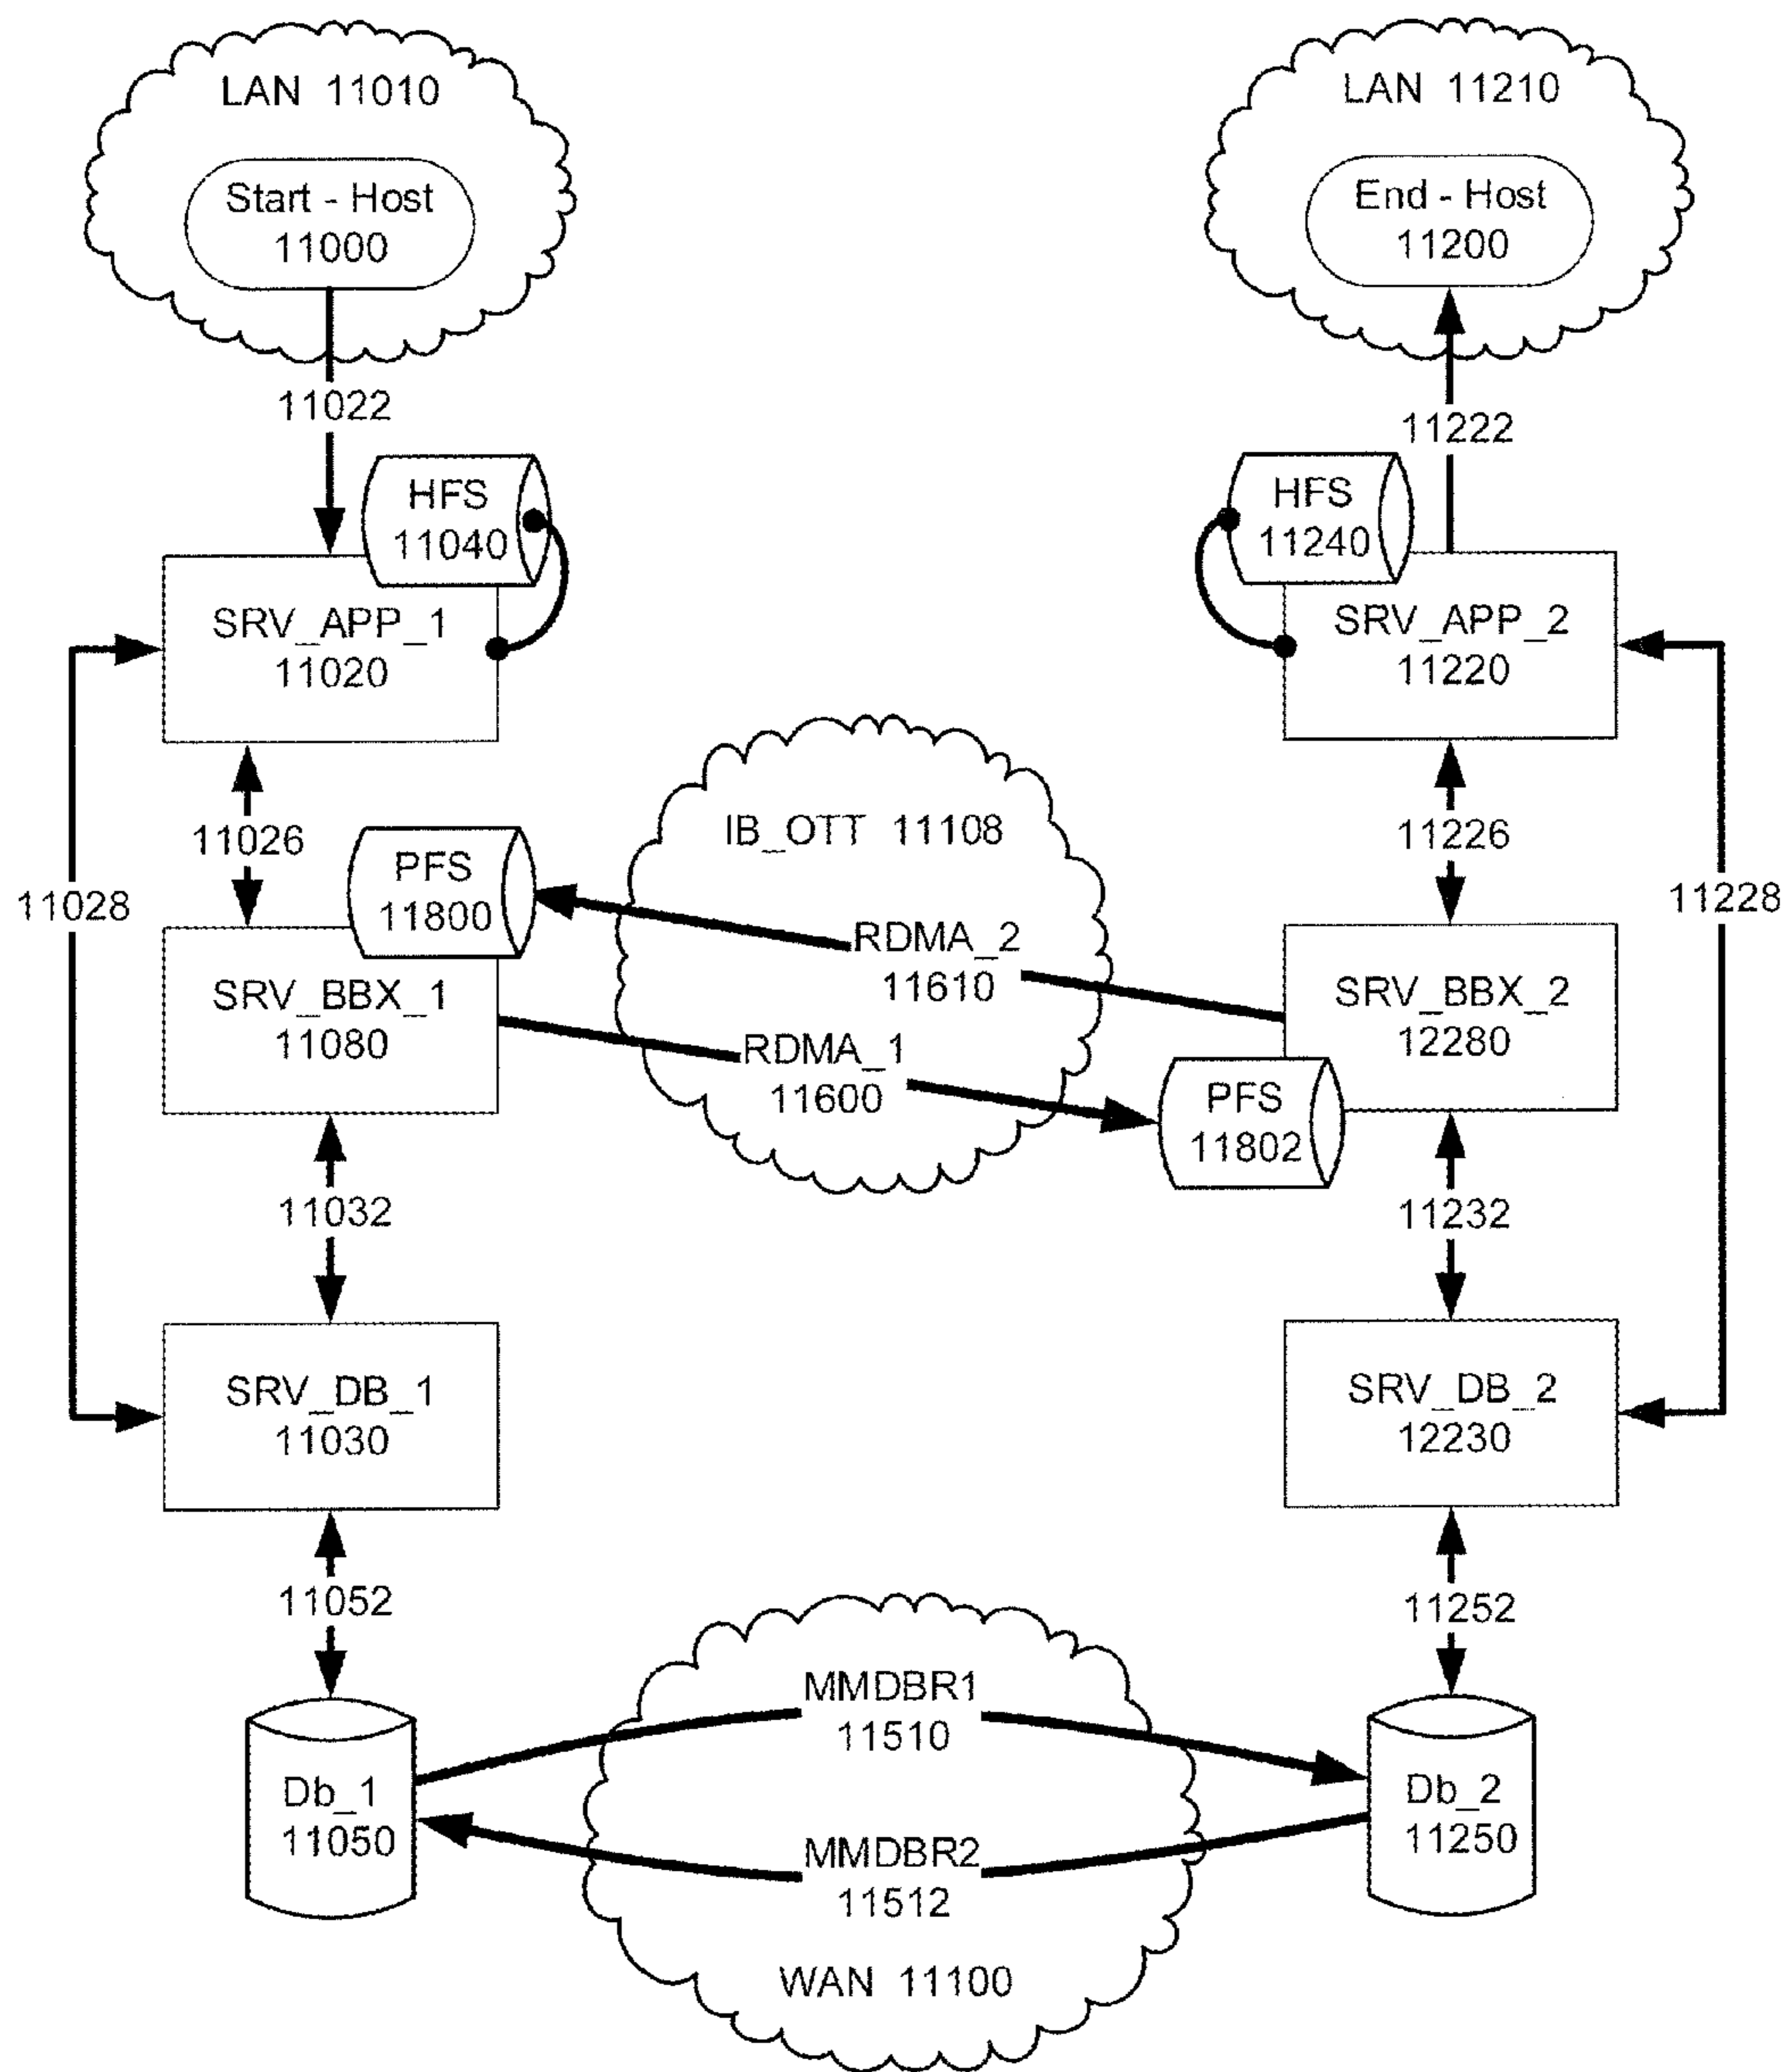 LAN 11010
Start - Host
11000
LAN 11210
End - Host
11200
11022
11222
HFS
11040
HFS
11240
SRV_APP_1
11020
SRV_APP_2
11220
11026
11226
11028
11228
IB_OTT 11108
PFS
11800
RDMA_2
11610
SRV_BBX_1
11080
SRV_BBX_2
12280
RDMA_1
11600
PFS
11802
11032
11232
SRV_DB_1
11030
SRV_DB_2
12230
11052
11252
MMDBR1
11510
Db_1
11050
Db_2
11250
MMDBR2
11512
WAN 11100